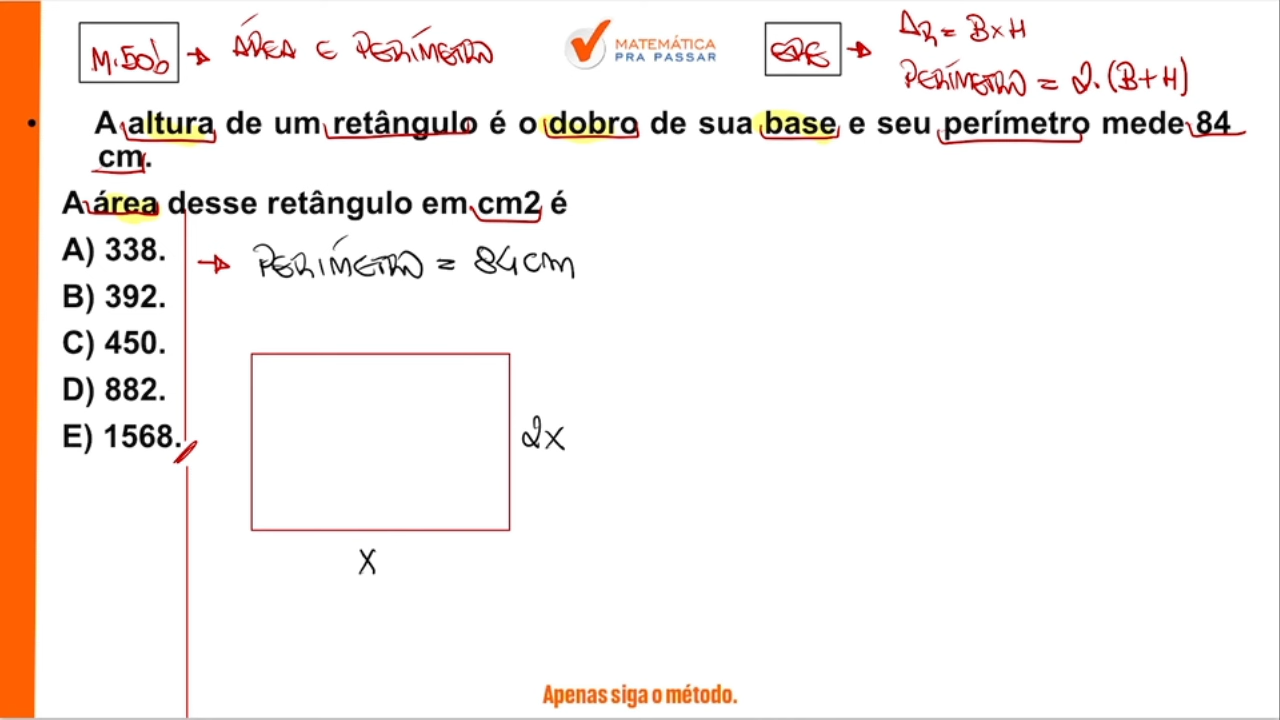 M.50b → ÁREA E PERÍMETRO
MATEMÁTICA
PRA PASSAR
→ ΔR = B×H
PERÍMETRO = 2.(B+H)
• A altura de um retângulo é o dobro de sua base e seu perímetro mede 84
cm.
A área desse retângulo em cm2 é
A) 338.
B) 392.
C) 450.
D) 882.
E) 1568.
→ PERÍMETRO = 84cm
2x
x
Apenas siga o método.